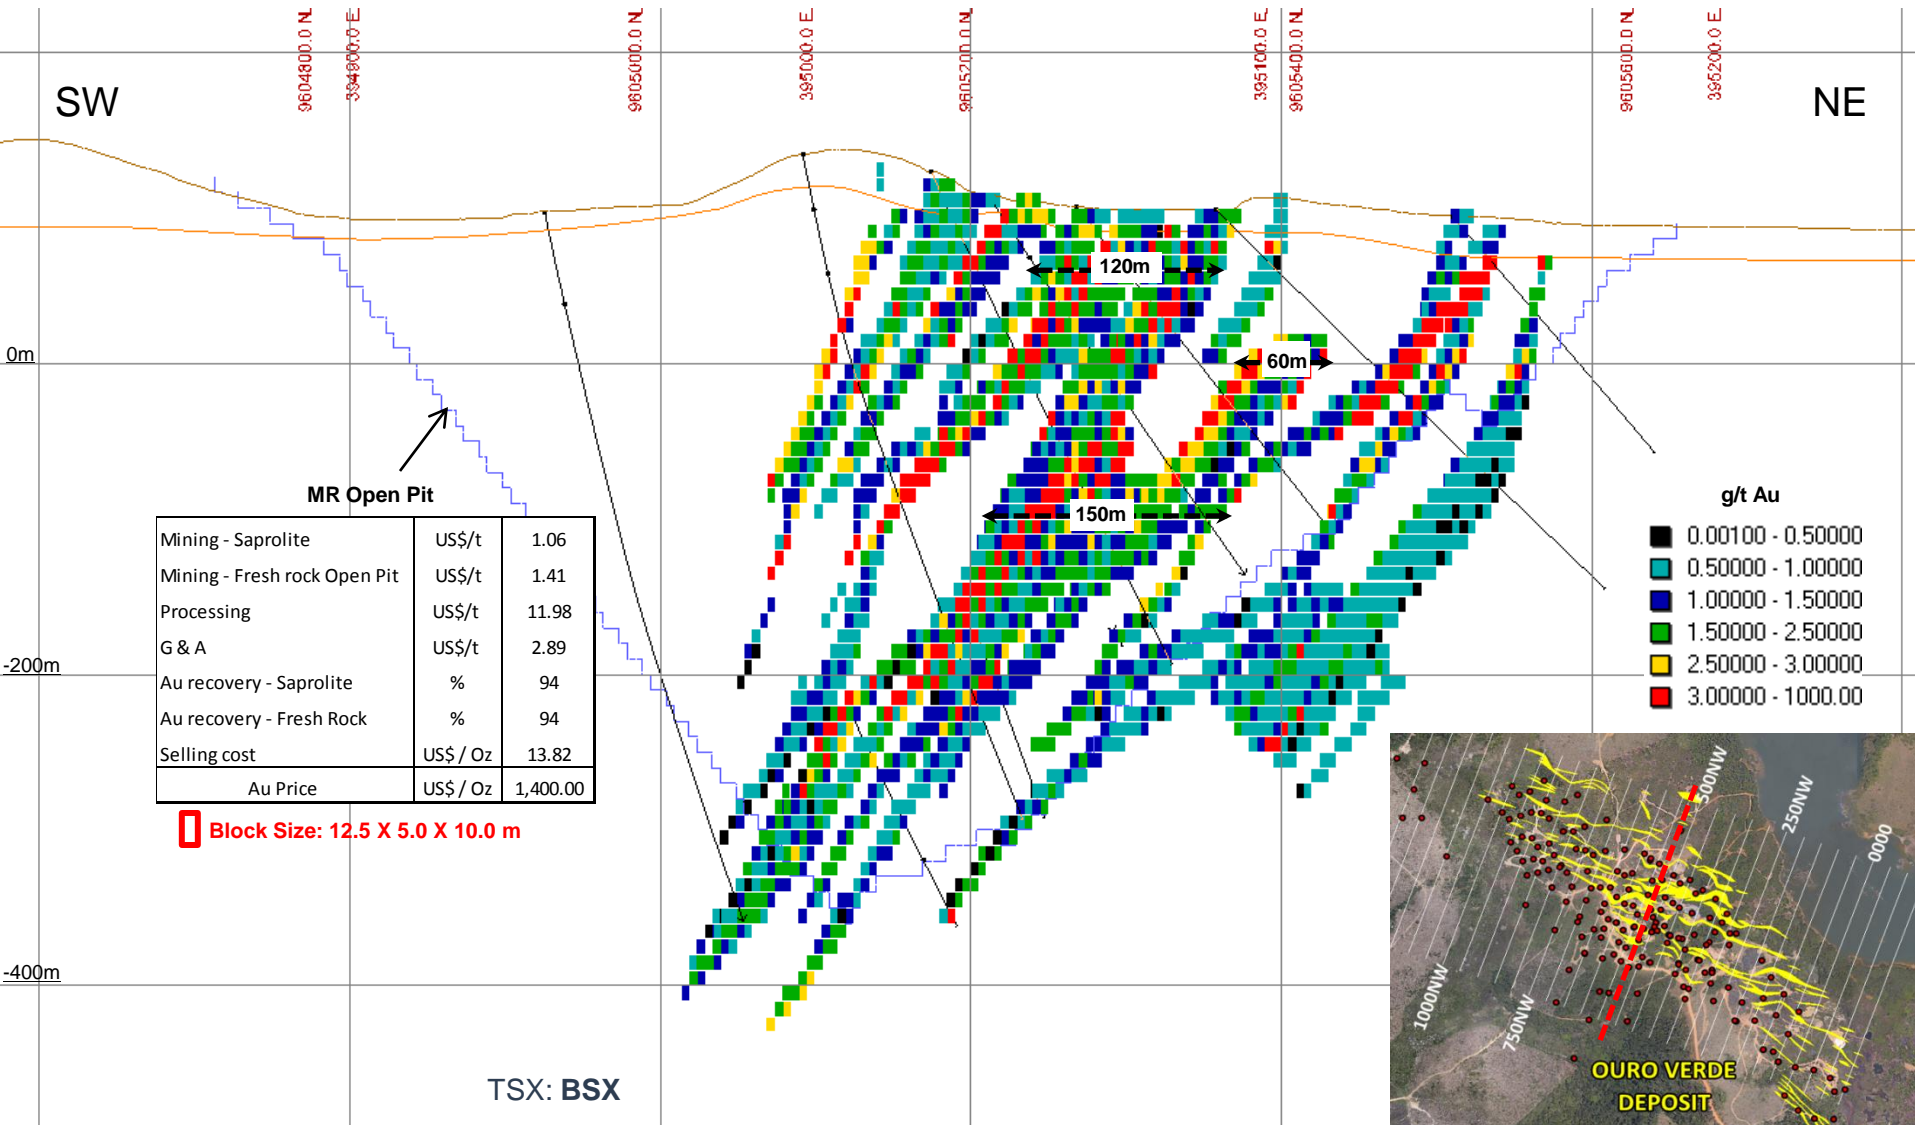 9604800.0 N
394900.0 E
9605000.0 N
395000.0 E
9605200.0 N
395100.0 E
9605400.0 N
9605600.0 N
395200.0 E
SW
NE
120m
0m
60m
MR Open Pit
150m
Mining - Saprolite US$/t 1.06
Mining - Fresh rock Open Pit US$/t 1.41
Processing US$/t 11.98
G & A US$/t 2.89
Au recovery - Saprolite % 94
Au recovery - Fresh Rock % 94
Selling cost US$ / Oz 13.82
Au Price US$ / Oz 1,400.00
Block Size: 12.5 X 5.0 X 10.0 m
-200m
-400m
g/t Au
0.00100 - 0.50000
0.50000 - 1.00000
1.00000 - 1.50000
1.50000 - 2.50000
2.50000 - 3.00000
3.00000 - 1000.00
500NW
250NW
0000
1000NW
750NW
OURO VERDE
DEPOSIT
TSX: BSX